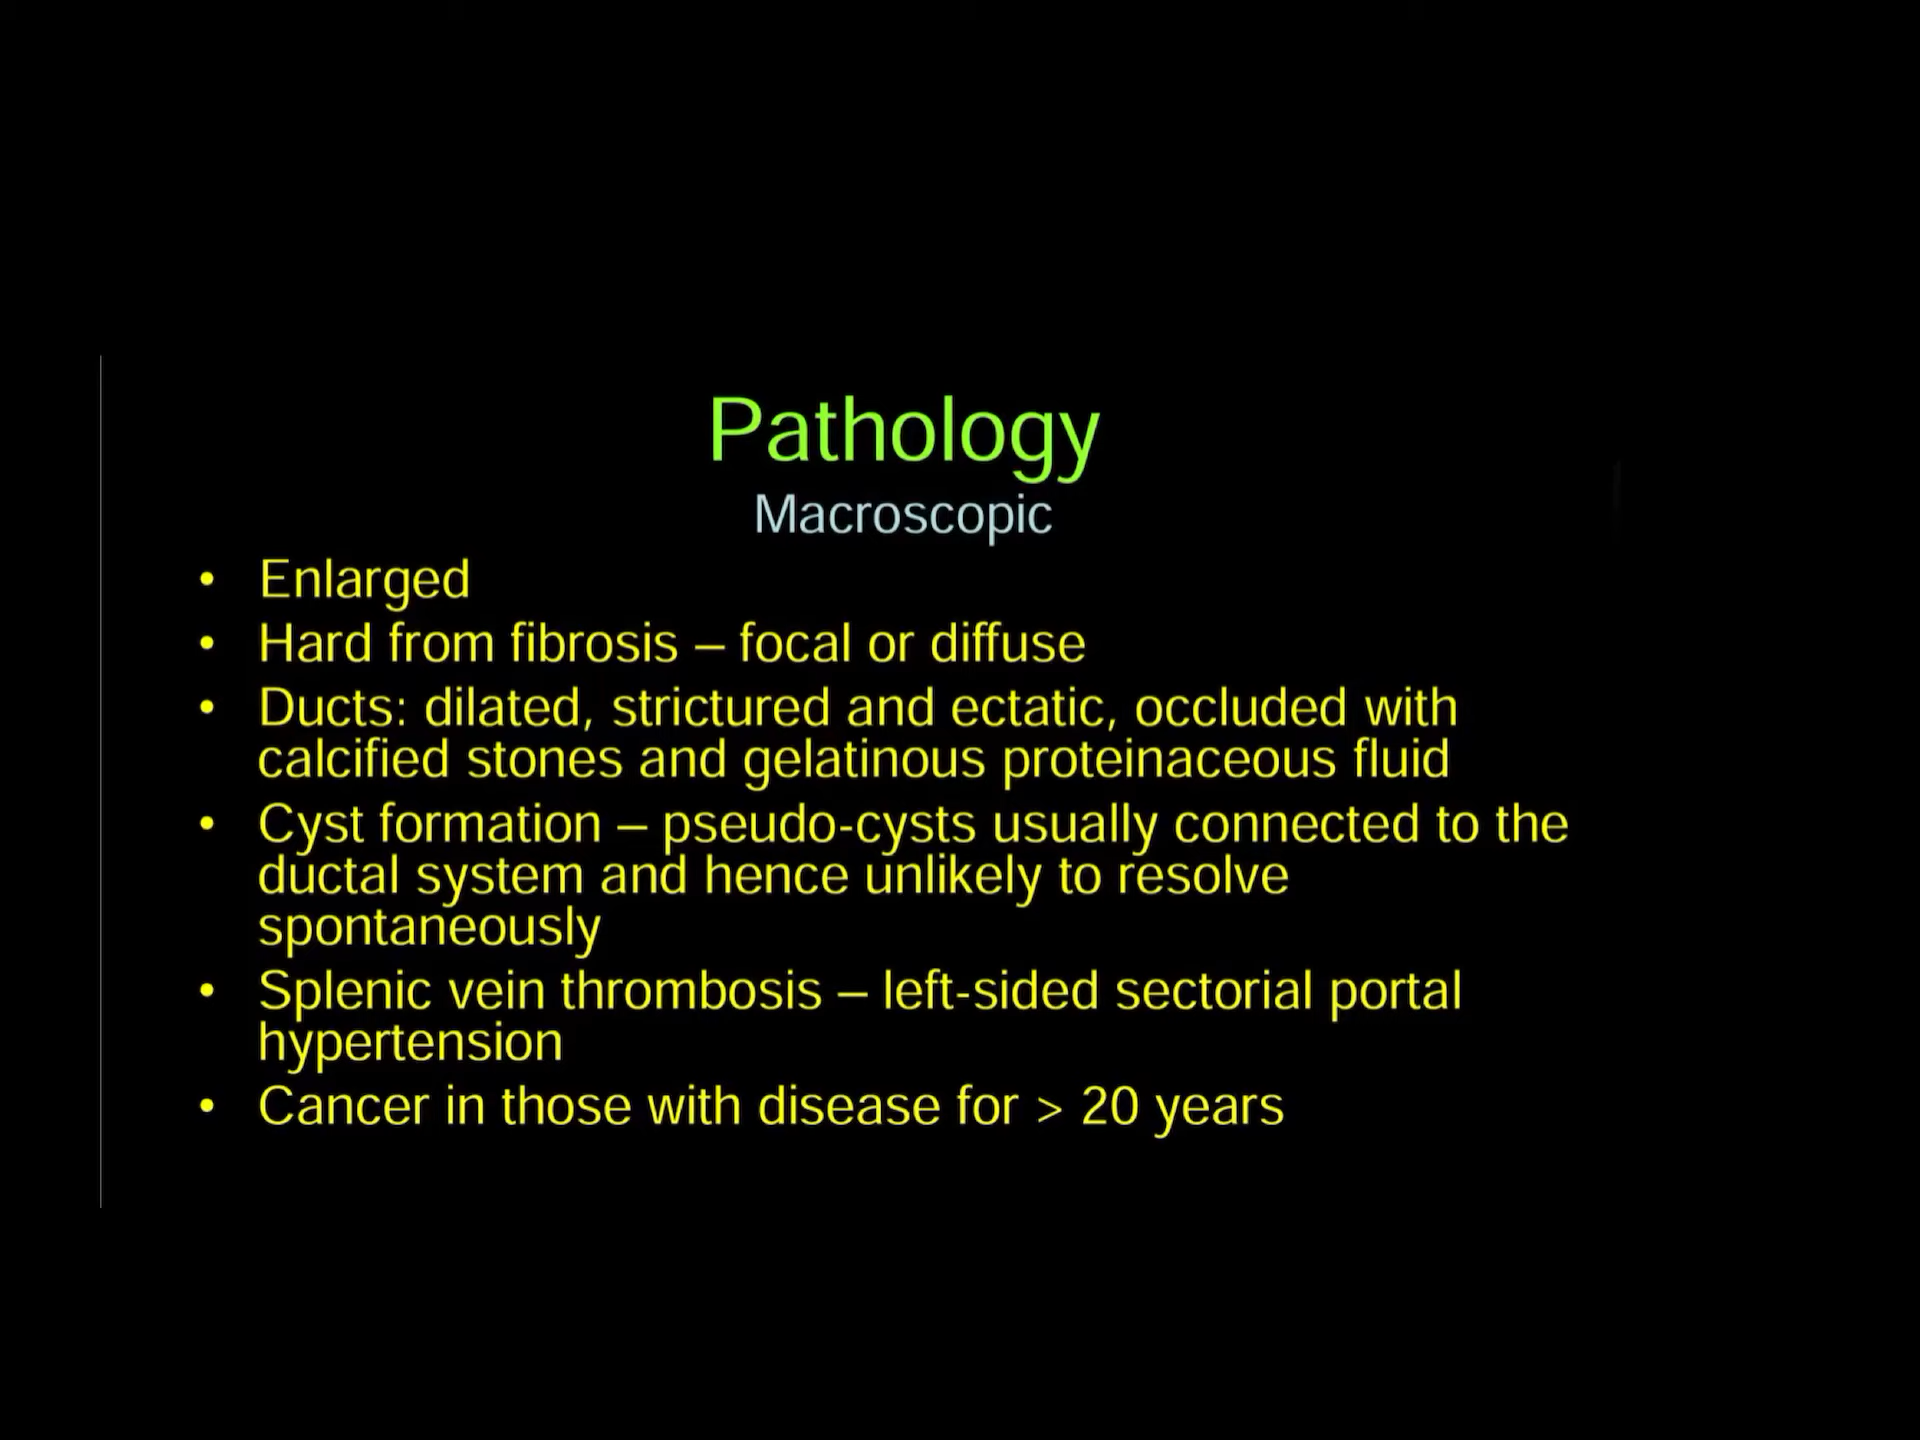 Pathology
Macroscopic
• Enlarged
• Hard from fibrosis – focal or diffuse
• Ducts: dilated, strictured and ectatic, occluded with
calcified stones and gelatinous proteinaceous fluid
• Cyst formation – pseudo-cysts usually connected to the
ductal system and hence unlikely to resolve
spontaneously
• Splenic vein thrombosis – left-sided sectorial portal
hypertension
• Cancer in those with disease for > 20 years